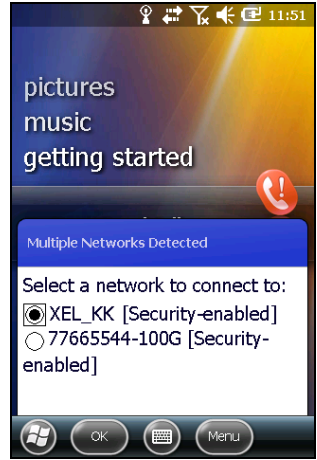 11:51
pictures
music
getting started
Multiple Networks Detected
Select a network to connect to:
XEL_KK [Security-enabled]
77665544-100G [Security-
enabled]
OK
Menu